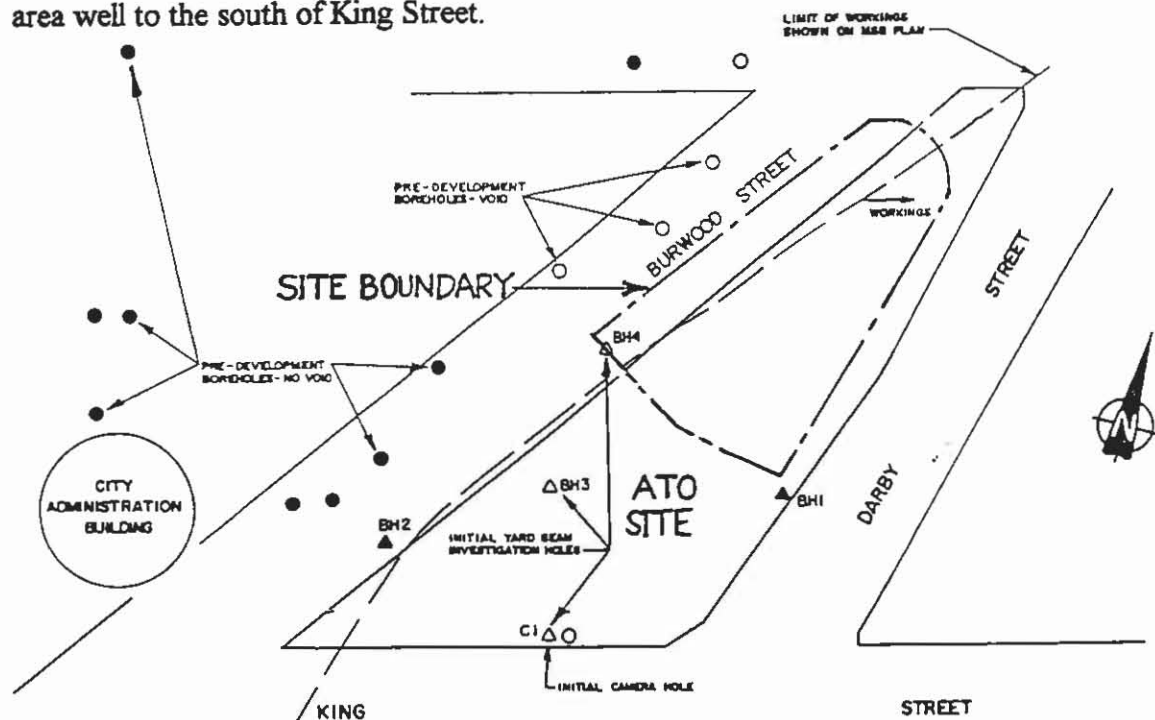 area well to the south of King Street.
LIMIT OF WORKINGS
SHOWN ON MSB PLAN
PRE-DEVELOPMENT
BOREHOLES-VOID
BURWOOD STREET
WORKINGS
SITE BOUNDARY
STREET
BH4
PRE-DEVELOPMENT
BOREHOLES-NO VOID
N
CITY
ADMINISTRATION
BUILDING
BH3
ATO
SITE
BH1
DARBY
BH2
INITIAL YARD SEAM
INVESTIGATION HOLES
C1
INITIAL CAMERA HOLE
KING
STREET